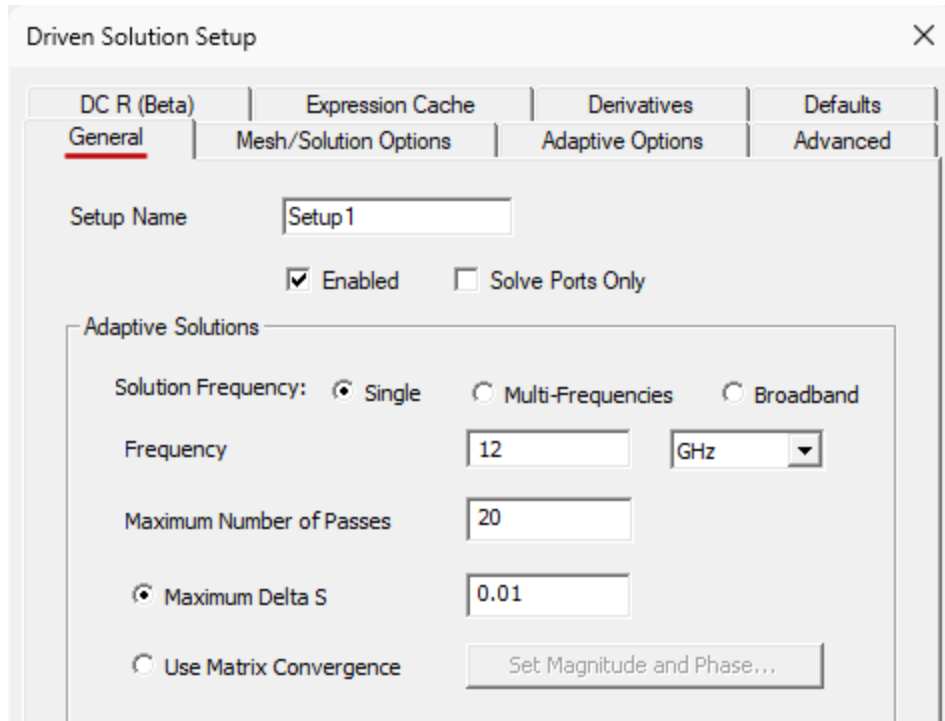 Driven Solution Setup
DC R (Beta) Expression Cache Derivatives Defaults
General Mesh/Solution Options Adaptive Options Advanced
Setup Name Setup1
Enabled Solve Ports Only
Adaptive Solutions
Solution Frequency: Single Multi-Frequencies Broadband
Frequency 12 GHz
Maximum Number of Passes 20
Maximum Delta S 0.01
Use Matrix Convergence Set Magnitude and Phase...